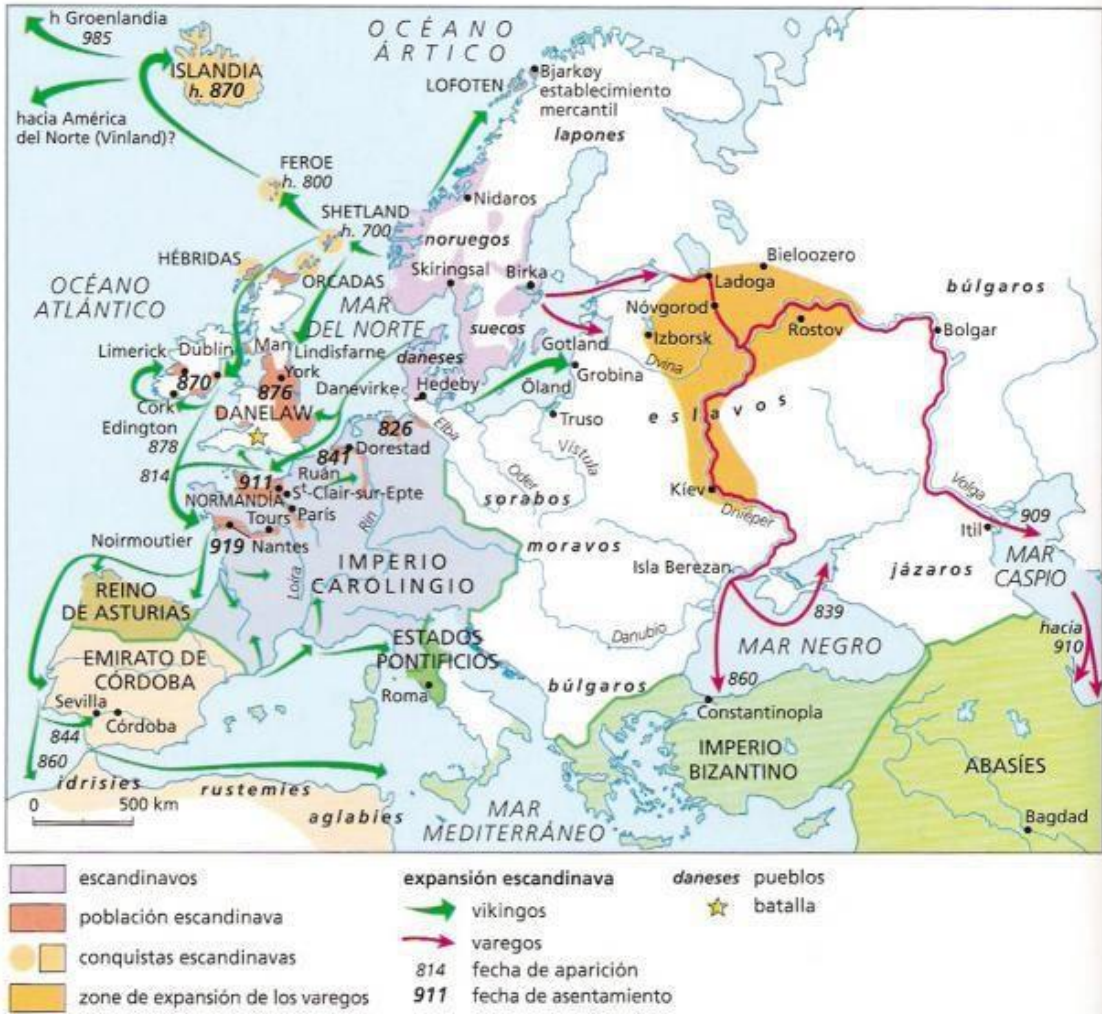 h Groenlandia
985
OCÉANO
ÁRTICO
ISLANDIA
h. 870
hacia América
del Norte (Vinland)?
LOFOTEN
Bjarkøy
establecimiento
mercantil
lapones
FEROE
h. 800
Nidaros
SHETLAND
h. 700
noruegos
HÉBRIDAS
ORCADAS
Skiringsal
Birka
Bieloozero
Ladoga
OCÉANO
ATLÁNTICO
MAR
DEL NORTE
suecos
Nóvgorod
Rostov
búlgaros
Bolgar
Izborsk
Limerick
Dublín
Man
Lindisfarne
daneses
Gotland
Dvina
870
York
876
Danevirke
Hedeby
Öland
Grobina
Cork
DANELAW
Edington
878
826
Elba
Truso
eslavos
814
841
Dorestad
Oder
Vístula
911
Ruán
NORMANDÍA
St-Clair-sur-Epte
sorabos
Kíev
Dniéper
Volga
Tours
París
Rin
Itil
909
Noirmoutier
919
Nantes
IMPERIO
CAROLINGIO
moravos
Isla Berezan
MAR
CASPIO
Loira
jázaros
REINO
DE ASTURIAS
839
ESTADOS
PONTIFICIOS
Danubio
MAR NEGRO
hacia
910
EMIRATO DE
CÓRDOBA
Roma
búlgaros
860
Sevilla
Córdoba
Constantinopla
844
860
IMPERIO
BIZANTINO
ABASÍES
idrisíes
rustemíes
aglabíes
0 500 km
MAR
MEDITERRÁNEO
Bagdad
escandinavos
población escandinava
conquistas escandinavas
zone de expansión de los varegos
expansión escandinava
vikingos
varegos
814 fecha de aparición
911 fecha de asentamiento
daneses pueblos
batalla